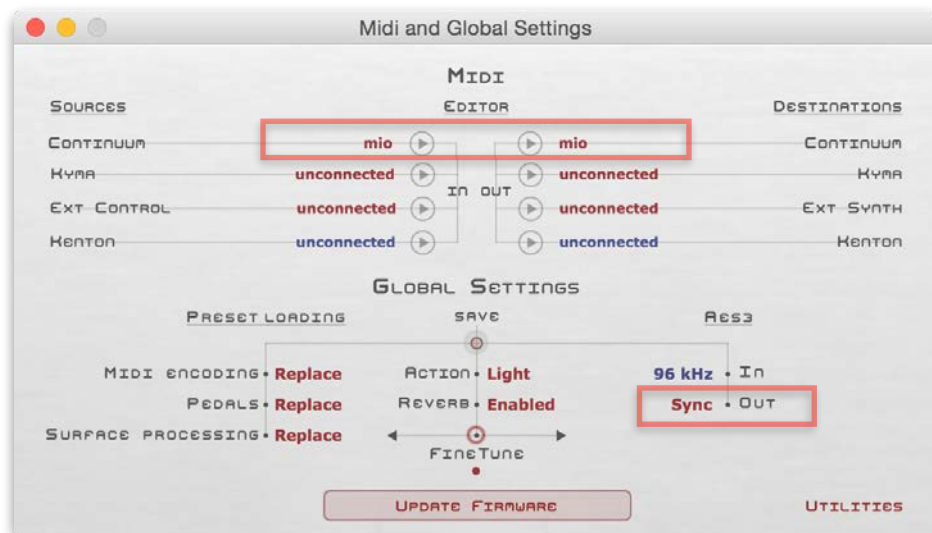 Midi and Global Settings
MIDI
SOURCES EDITOR DESTINATIONS
CONTINUUM mio mio CONTINUUM
KYMA unconnected unconnected KYMA
IN OUT
EXT CONTROL unconnected unconnected EXT SYNTH
KENTON unconnected unconnected KENTON
GLOBAL SETTINGS
PRESET LOADING SAVE AES3
MIDI ENCODING Replace ACTION Light 96 kHz IN
PEDALS Replace REVERB Enabled Sync OUT
SURFACE PROCESSING Replace
FINETUNE
UPDATE FIRMWARE UTILITIES